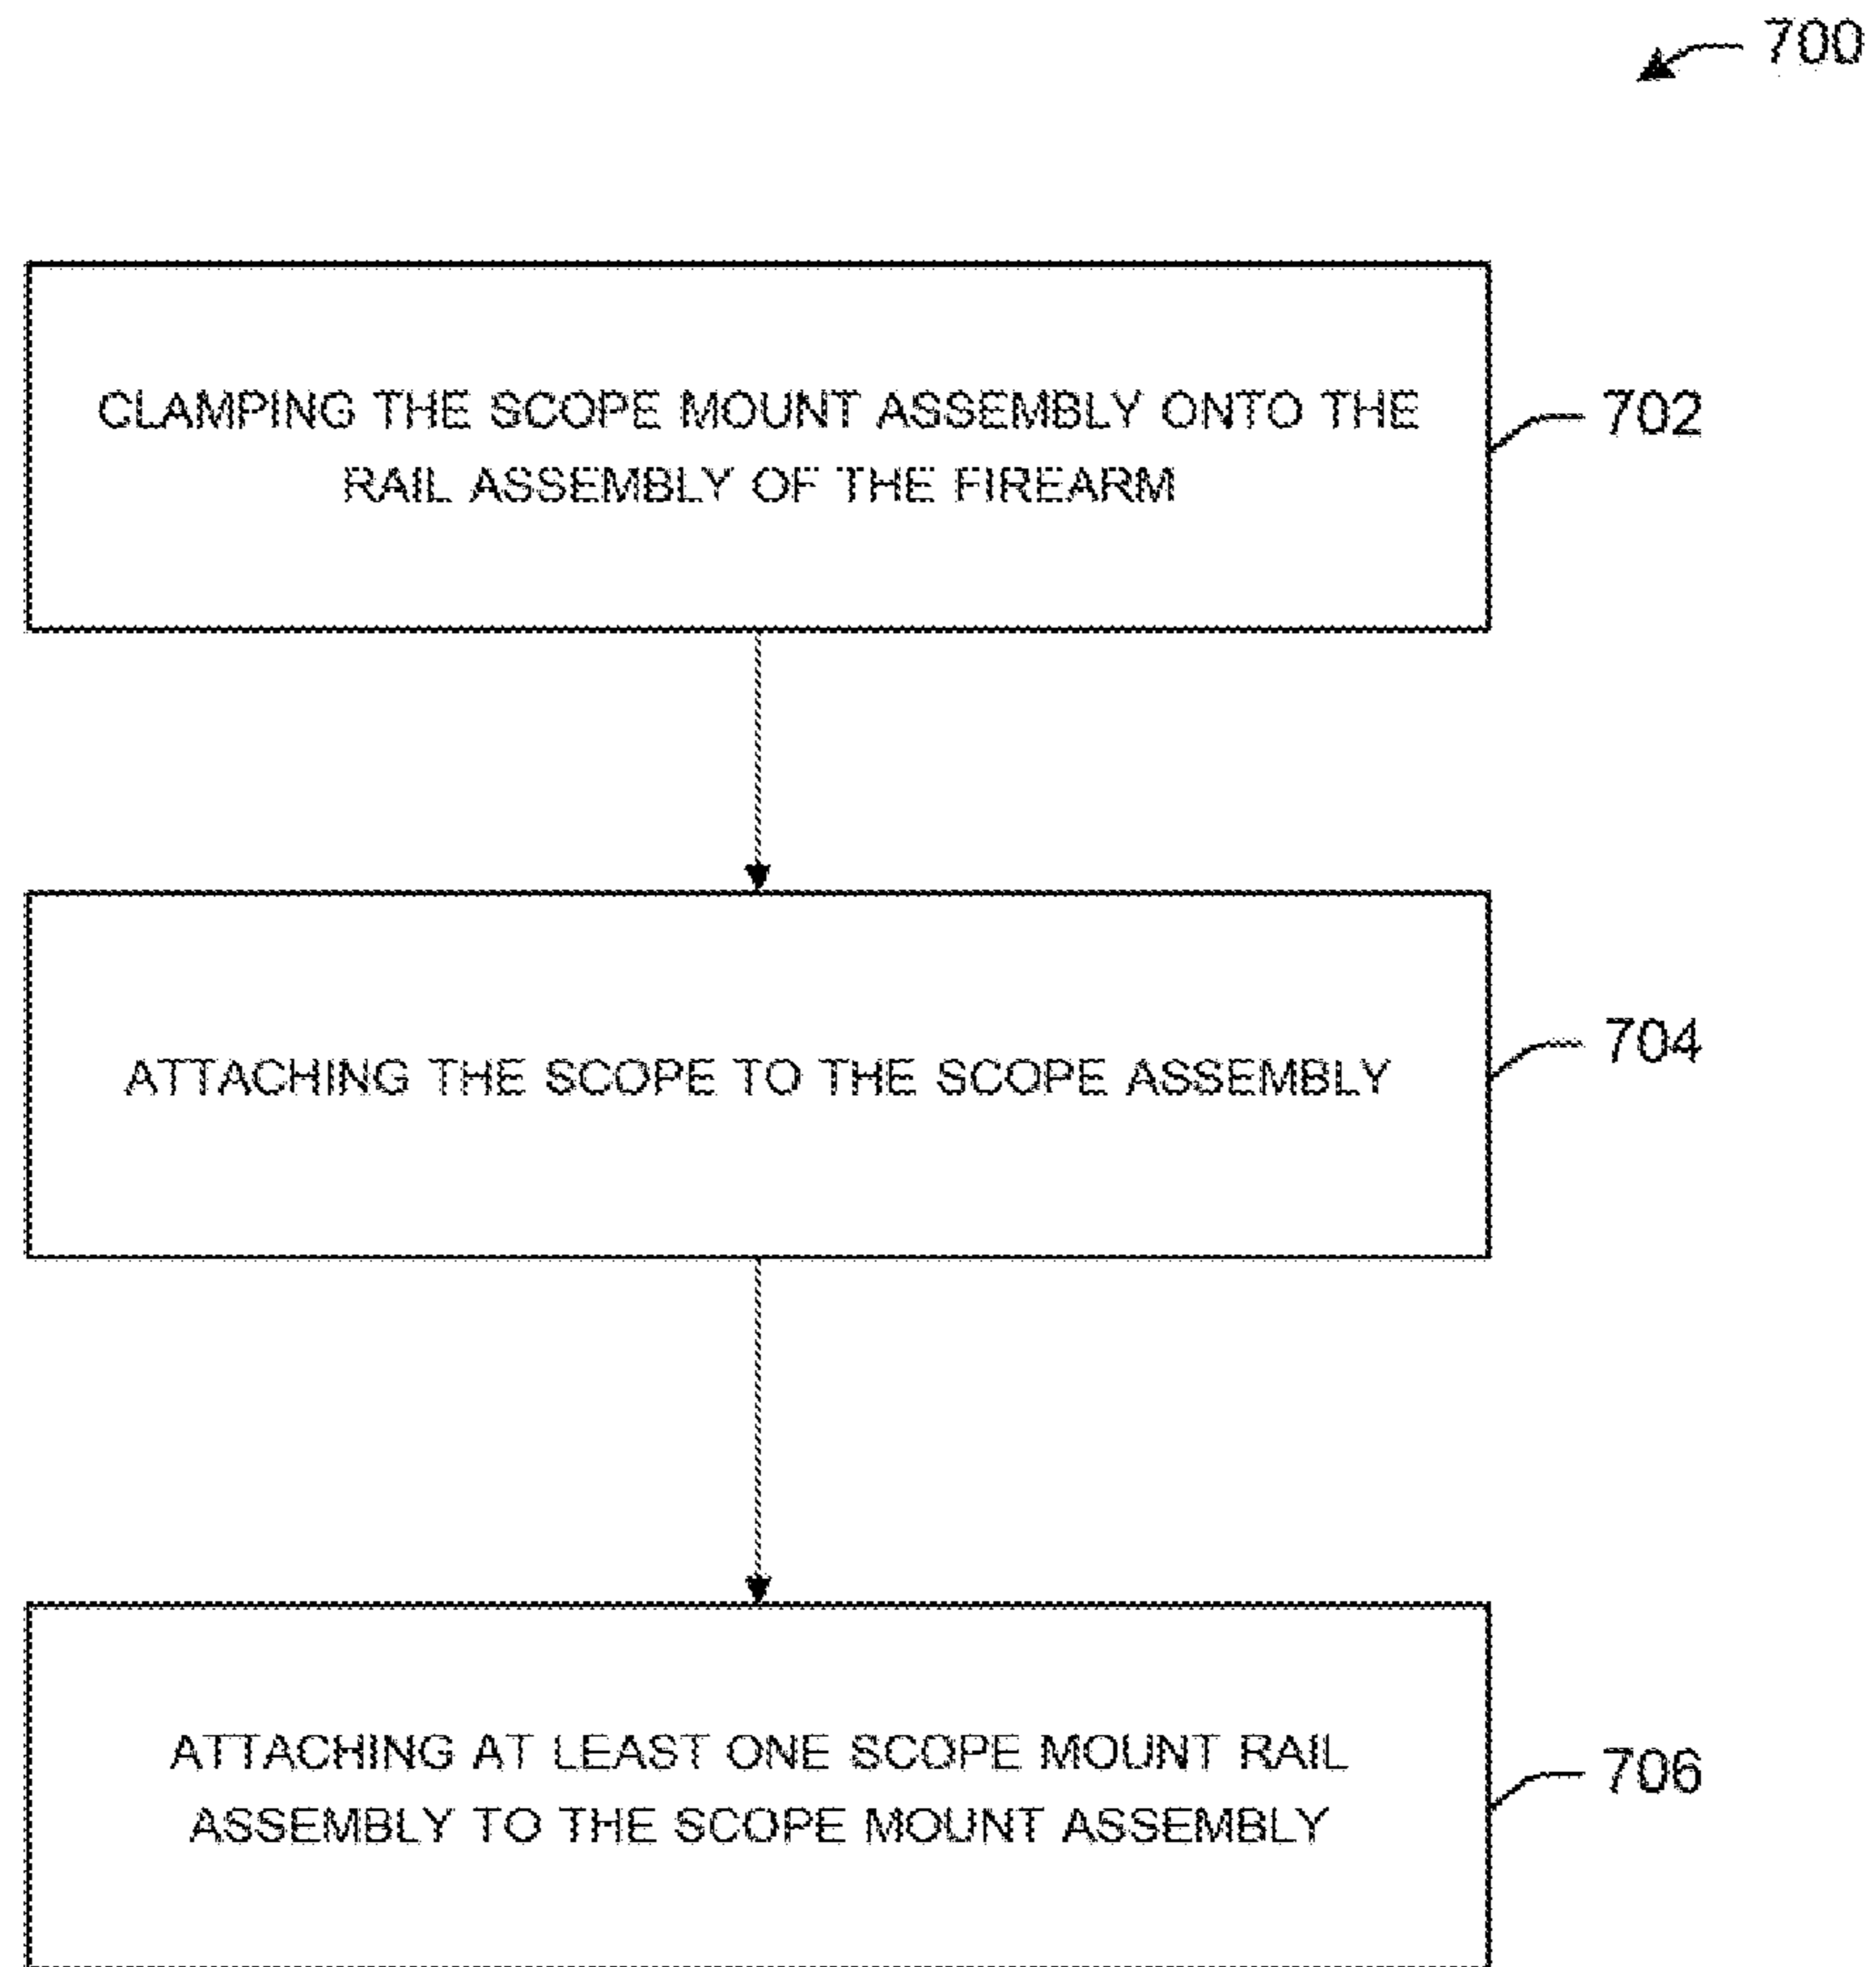 700
CLAMPING THE SCOPE MOUNT ASSEMBLY ONTO THE
RAIL ASSEMBLY OF THE FIREARM
702
ATTACHING THE SCOPE TO THE SCOPE ASSEMBLY
704
ATTACHING AT LEAST ONE SCOPE MOUNT RAIL
ASSEMBLY TO THE SCOPE MOUNT ASSEMBLY
706